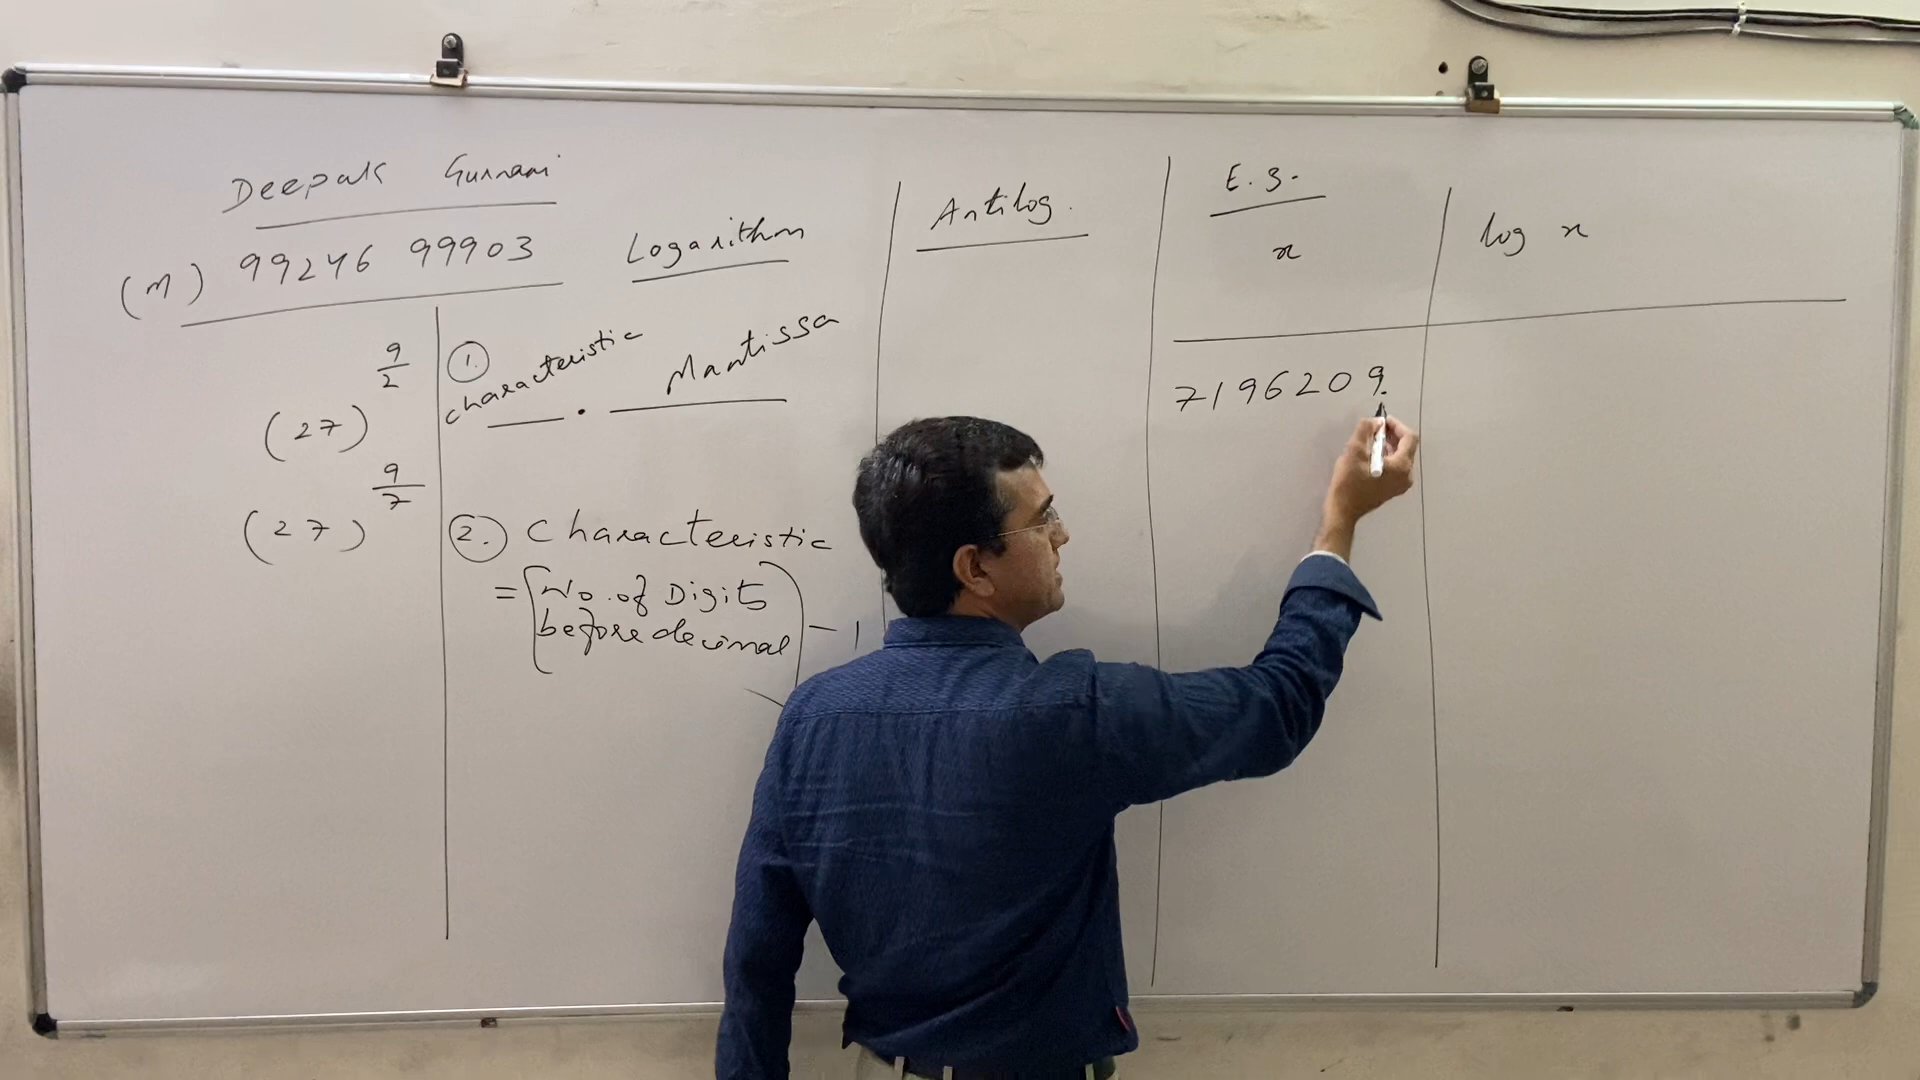 Deepak Gurnani
(M) 99246 99903
(27)^{9/2}
(27)^{9/7}
Logarithm
① characteristic . Mantissa
②. Characteristic
= (No. of Digits
before decimal) - 1
Antilog.
E.g.
x
log x
7196209.